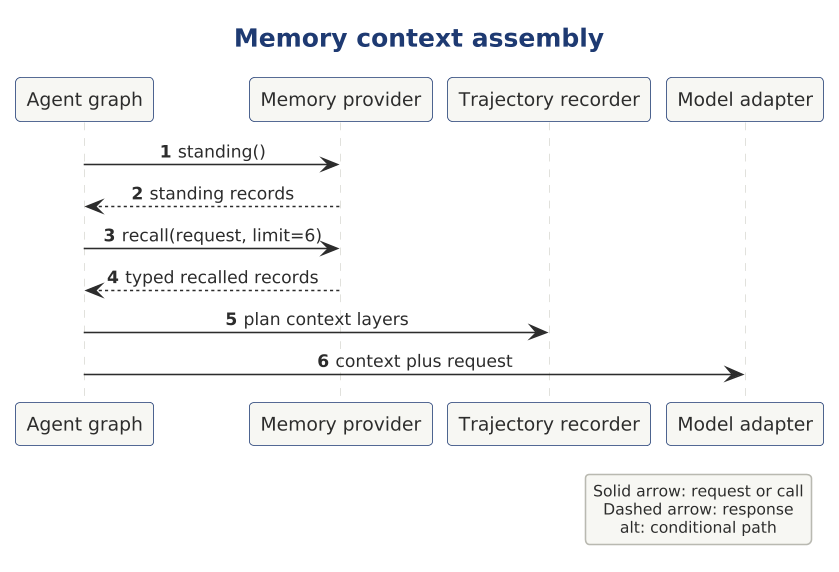 Memory context assembly
Agent graph
Memory provider
Trajectory recorder
Model adapter
1 standing()
2 standing records
3 recall(request, limit=6)
4 typed recalled records
5 plan context layers
6 context plus request
Agent graph
Memory provider
Trajectory recorder
Model adapter
Solid arrow: request or call
Dashed arrow: response
alt: conditional path